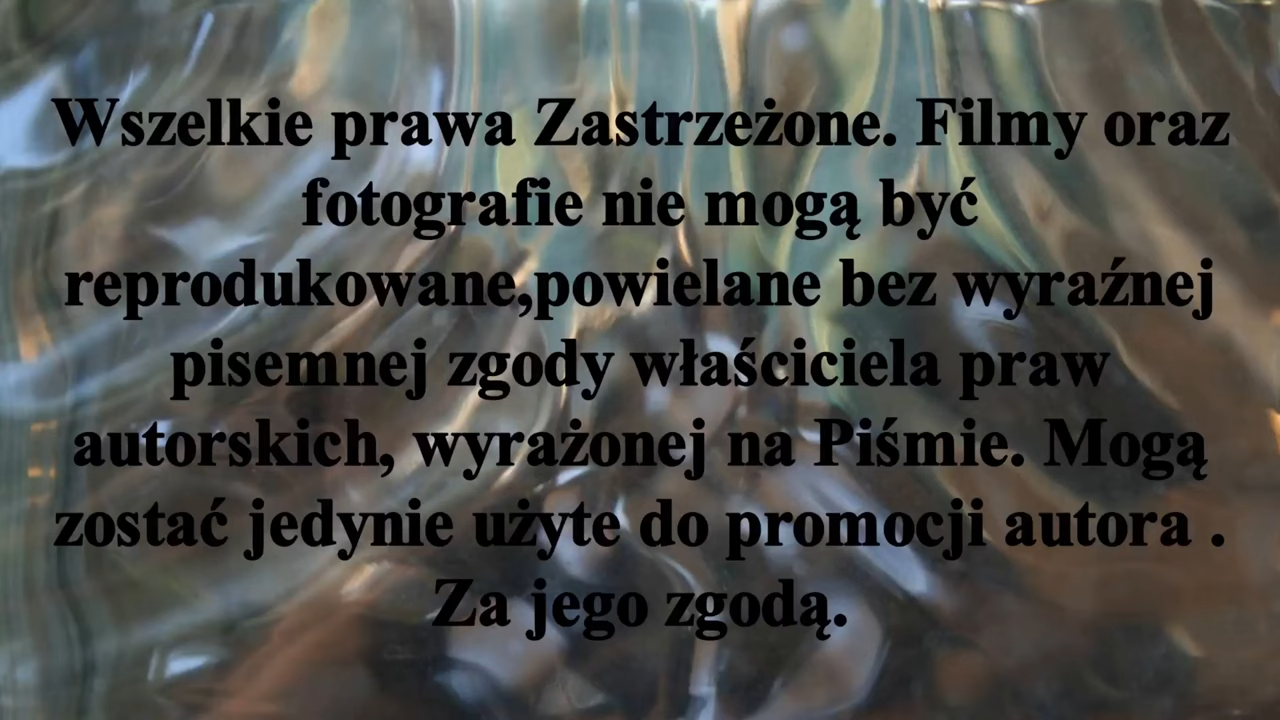 Wszelkie prawa Zastrzeżone. Filmy oraz
fotografie nie mogą być
reprodukowane,powielane bez wyraźnej
pisemnej zgody właściciela praw
autorskich, wyrażonej na Piśmie. Mogą
zostać jedynie użyte do promocji autora .
Za jego zgodą.